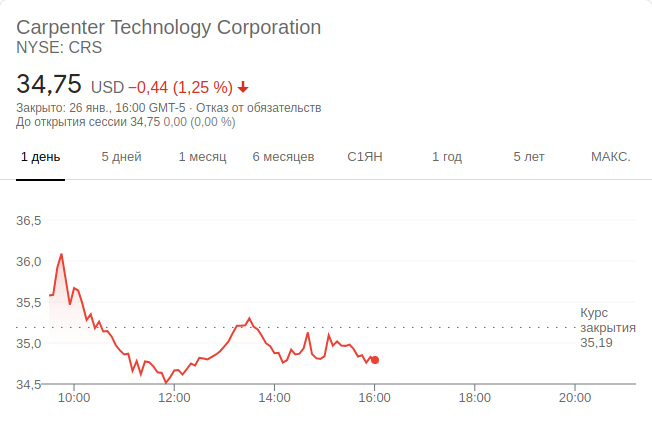 Carpenter Technology Corporation
NYSE: CRS
34,75 USD −0,44 (1,25 %)
Закрыто: 26 янв., 16:00 GMT-5 · Отказ от обязательств
До открытия сессии 34,75 0,00 (0,00 %)
1 день 5 дней 1 месяц 6 месяцев С1ЯН 1 год 5 лет МАКС.
36,5
36,0
35,5
35,0
34,5
Курс
закрытия
35,19
10:00 12:00 14:00 16:00 18:00 20:00